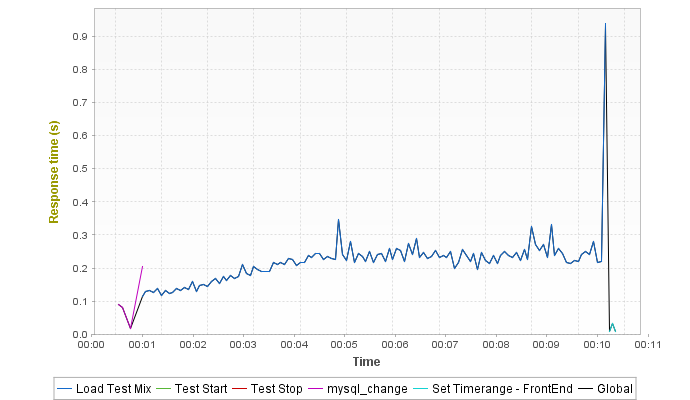 0.9
0.8
0.7
0.6
0.5
0.4
0.3
0.2
0.1
0.0
Response time (s)
00:00 00:01 00:02 00:03 00:04 00:05 00:06 00:07 00:08 00:09 00:10 00:11
Time
Load Test Mix Test Start Test Stop mysql_change Set Timerange - FrontEnd Global